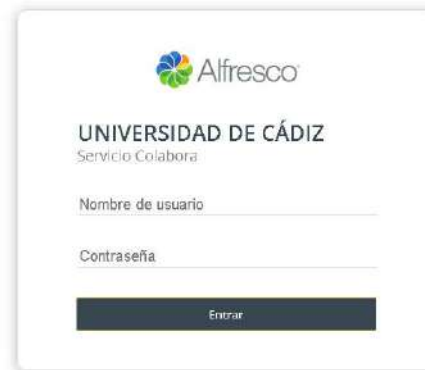 Alfresco
UNIVERSIDAD DE CÁDIZ
Servicio Colabora
Nombre de usuario
Contraseña
Entrar